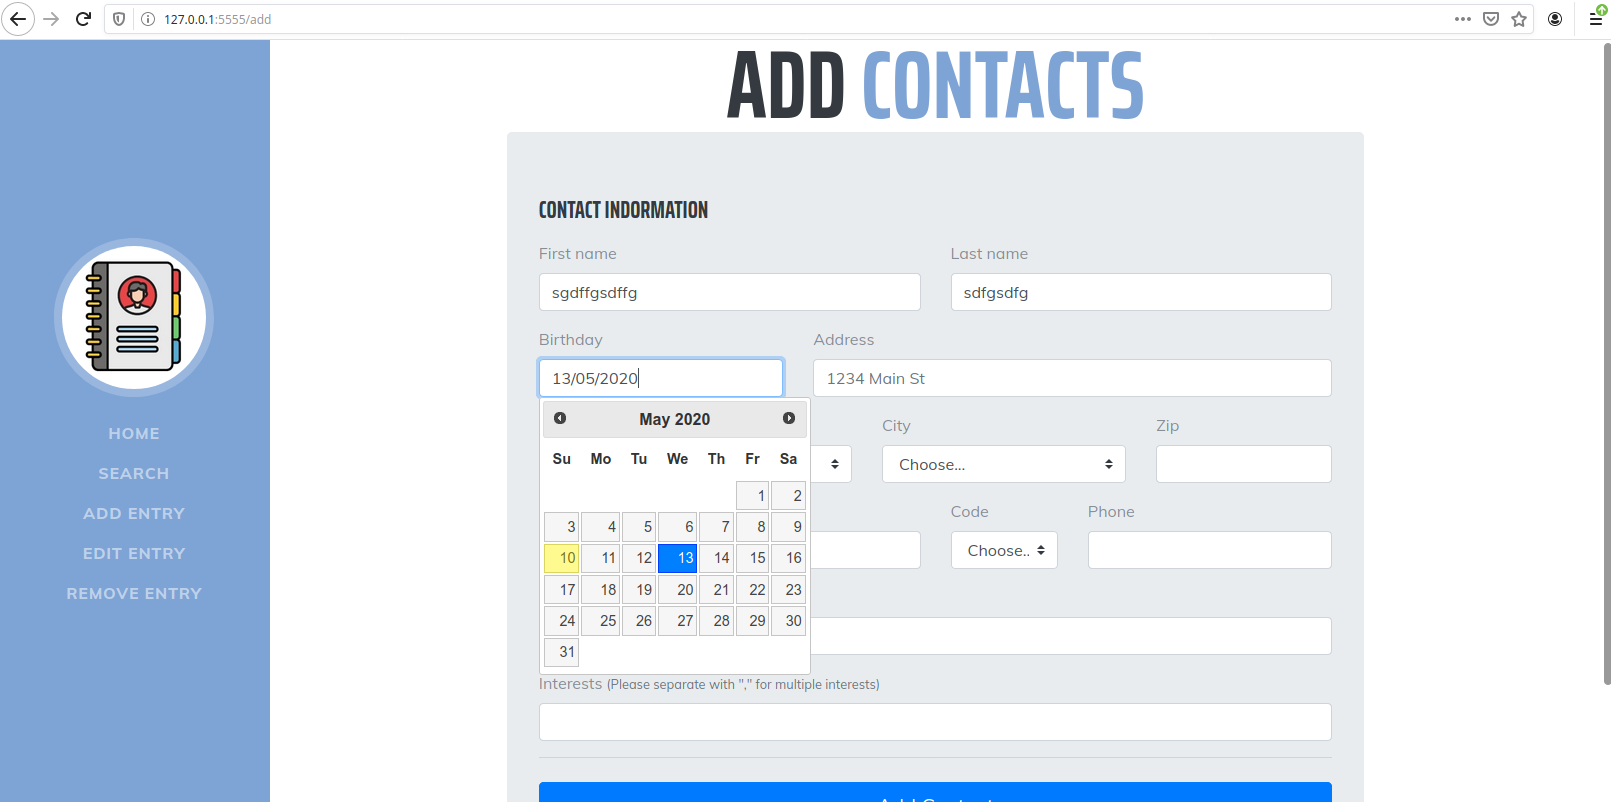 127.0.0.1:5555/add
ADD CONTACTS
CONTACT INDORMATION
First name
Last name
sgdffgsdffg
sdfgsdfg
Birthday
Address
13/05/2020
1234 Main St
May 2020
Su Mo Tu We Th Fr Sa
1 2
3 4 5 6 7 8 9
10 11 12 13 14 15 16
17 18 19 20 21 22 23
24 25 26 27 28 29 30
31
City
Zip
Choose...
Code
Phone
Choose..
Interests (Please separate with "," for multiple interests)
Add Contact
HOME
SEARCH
ADD ENTRY
EDIT ENTRY
REMOVE ENTRY